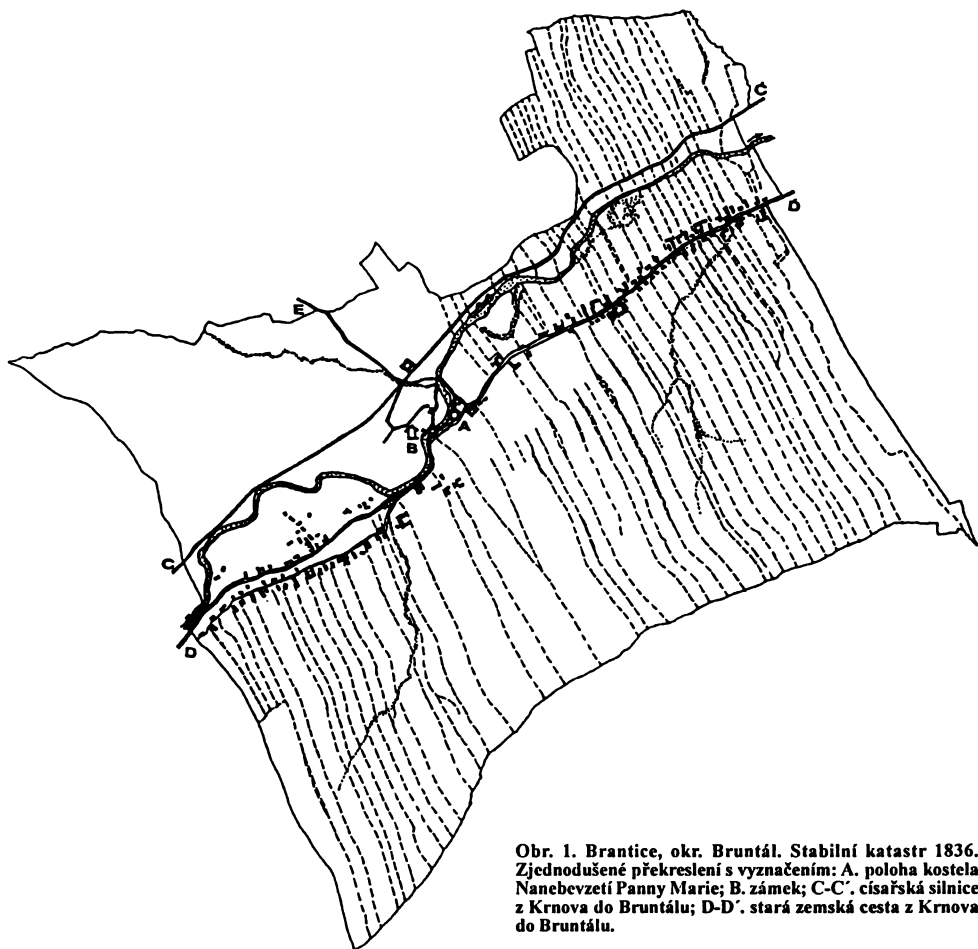 C
D
E
A
B
C
D
Obr. 1. Brantice, okr. Bruntál. Stabilní katastr 1836.
Zjednodušené překreslení s vyznačením: A. poloha kostela
Nanebevzetí Panny Marie; B. zámek; C-C´. císařská silnice
z Krnova do Bruntálu; D-D´. stará zemská cesta z Krnova
do Bruntálu.